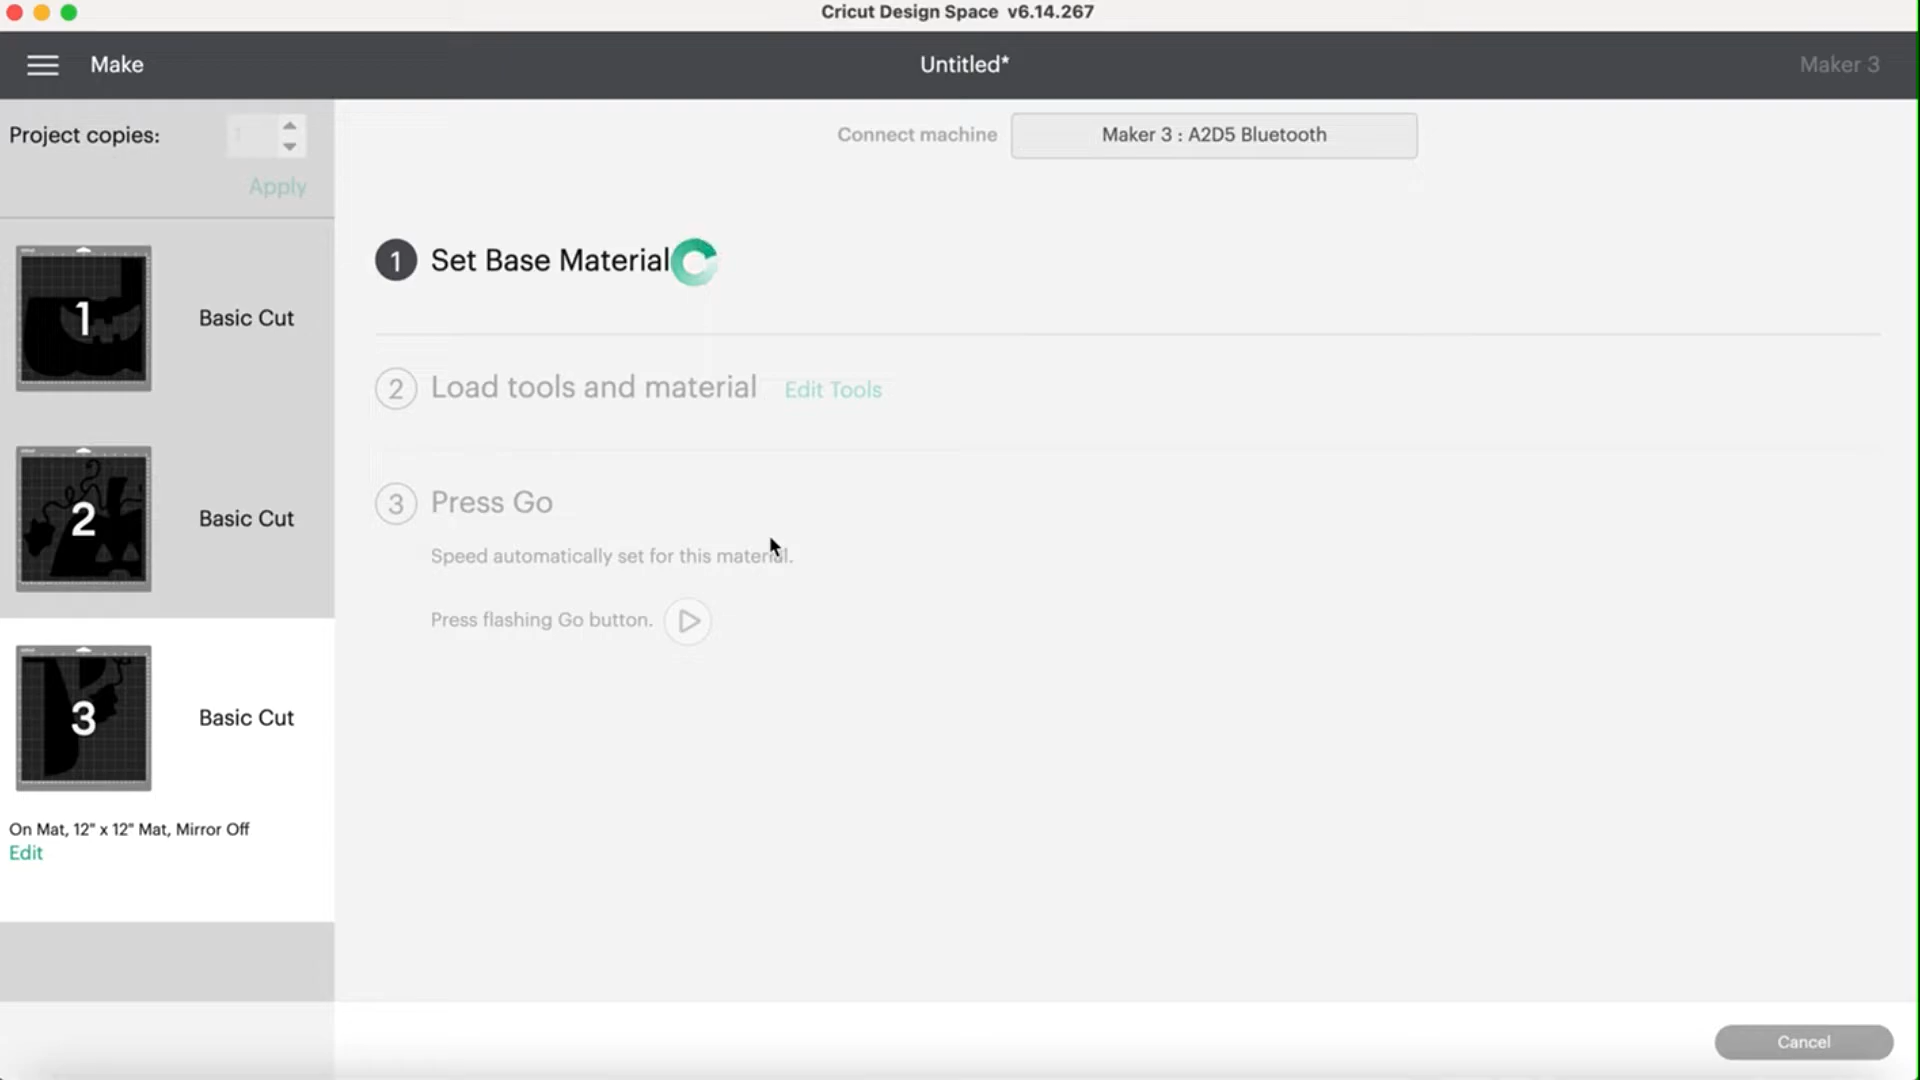 Cricut Design Space v6.14.267
Make
Untitled*
Maker 3
Project copies:
1
Apply
Connect machine
Maker 3 : A2D5 Bluetooth
1 Set Base Material
2 Load tools and material Edit Tools
3 Press Go
Speed automatically set for this material.
Press flashing Go button.
1
Basic Cut
2
Basic Cut
3
Basic Cut
On Mat, 12" x 12" Mat, Mirror Off
Edit
Cancel